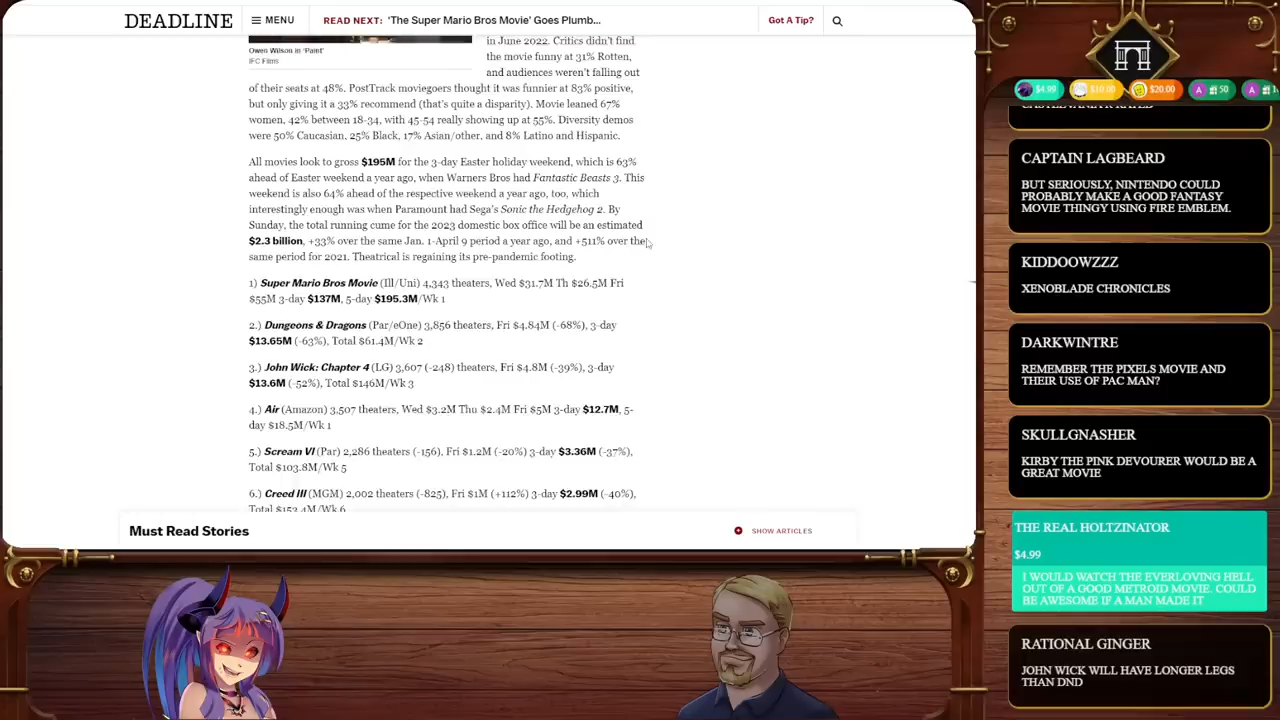 DEADLINE
MENU
READ NEXT: 'The Super Mario Bros Movie' Goes Plumb...
Got A Tip?
Owen Wilson in 'Paint'
IFC Films
in June 2022. Critics didn't find
the movie funny at 31% Rotten,
and audiences weren't falling out
of their seats at 48%. PostTrack moviegoers thought it was funnier at 83% positive,
but only giving it a 33% recommend (that's quite a disparity). Movie leaned 67%
women, 42% between 18-34, with 45-54 really showing up at 55%. Diversity demos
were 50% Caucasian, 25% Black, 17% Asian/other, and 8% Latino and Hispanic.
All movies look to gross $195M for the 3-day Easter holiday weekend, which is 63%
ahead of Easter weekend a year ago, when Warners Bros had Fantastic Beasts 3. This
weekend is also 64% ahead of the respective weekend a year ago, too, which
interestingly enough was when Paramount had Sega's Sonic the Hedgehog 2. By
Sunday, the total running cume for the 2023 domestic box office will be an estimated
$2.3 billion, +33% over the same Jan. 1-April 9 period a year ago, and +511% over the
same period for 2021. Theatrical is regaining its pre-pandemic footing.
1) Super Mario Bros Movie (Ill/Uni) 4,343 theaters, Wed $31.7M Th $26.5M Fri
$55M 3-day $137M, 5-day $195.3M/Wk 1
2.) Dungeons & Dragons (Par/eOne) 3,856 theaters, Fri $4.84M (-68%), 3-day
$13.65M (-63%), Total $61.4M/Wk 2
3.) John Wick: Chapter 4 (LG) 3,607 (-248) theaters, Fri $4.8M (-39%), 3-day
$13.6M (-52%), Total $146M/Wk 3
4.) Air (Amazon) 3,507 theaters, Wed $3.2M Thu $2.4M Fri $5M 3-day $12.7M, 5-
day $18.5M/Wk 1
5.) Scream VI (Par) 2,286 theaters (-156), Fri $1.2M (-20%) 3-day $3.36M (-37%),
Total $103.8M/Wk 5
6.) Creed III (MGM) 2,002 theaters (-825), Fri $1M (+112%) 3-day $2.99M (-40%),
Total $153.4M/Wk 6
Must Read Stories
SHOW ARTICLES
$4.99
$10.00
$20.00
A 50
A
CAPTAIN LAGBEARD
BUT SERIOUSLY, NINTENDO COULD
PROBABLY MAKE A GOOD FANTASY
MOVIE THINGY USING FIRE EMBLEM.
KIDDOOWZZZ
XENOBLADE CHRONICLES
DARKWINTRE
REMEMBER THE PIXELS MOVIE AND
THEIR USE OF PAC MAN?
SKULLGNASHER
KIRBY THE PINK DEVOURER WOULD BE A
GREAT MOVIE
THE REAL HOLTZINATOR
$4.99
I WOULD WATCH THE EVERLOVING HELL
OUT OF A GOOD METROID MOVIE. COULD
BE AWESOME IF A MAN MADE IT
RATIONAL GINGER
JOHN WICK WILL HAVE LONGER LEGS
THAN DND